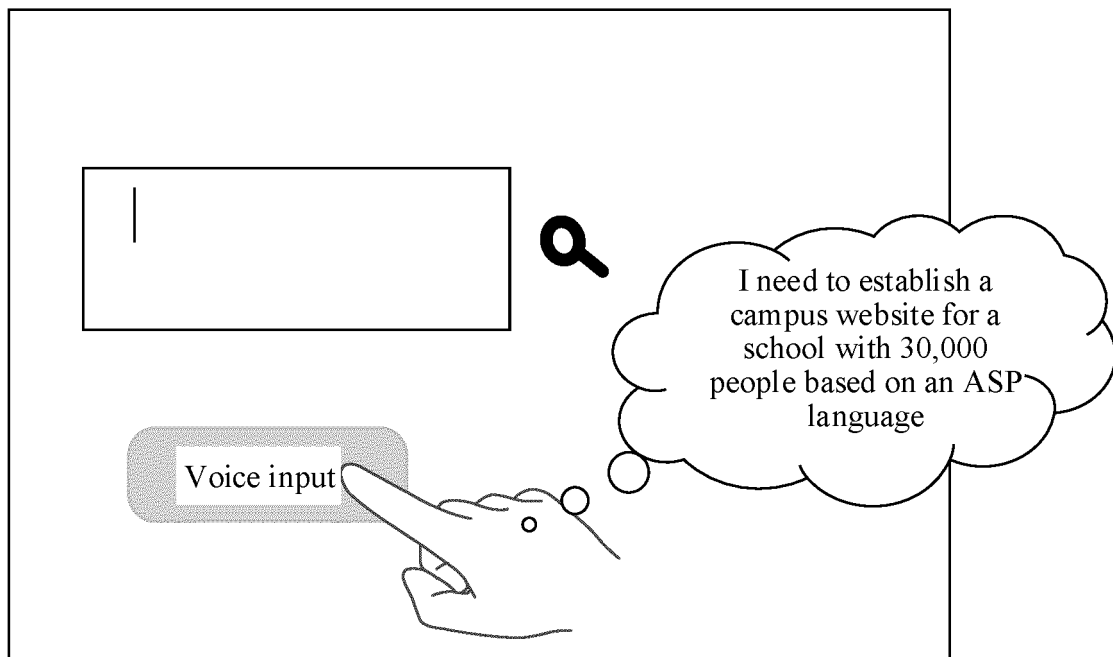 I need to establish a
campus website for a
school with 30,000
people based on an ASP
language
Voice input